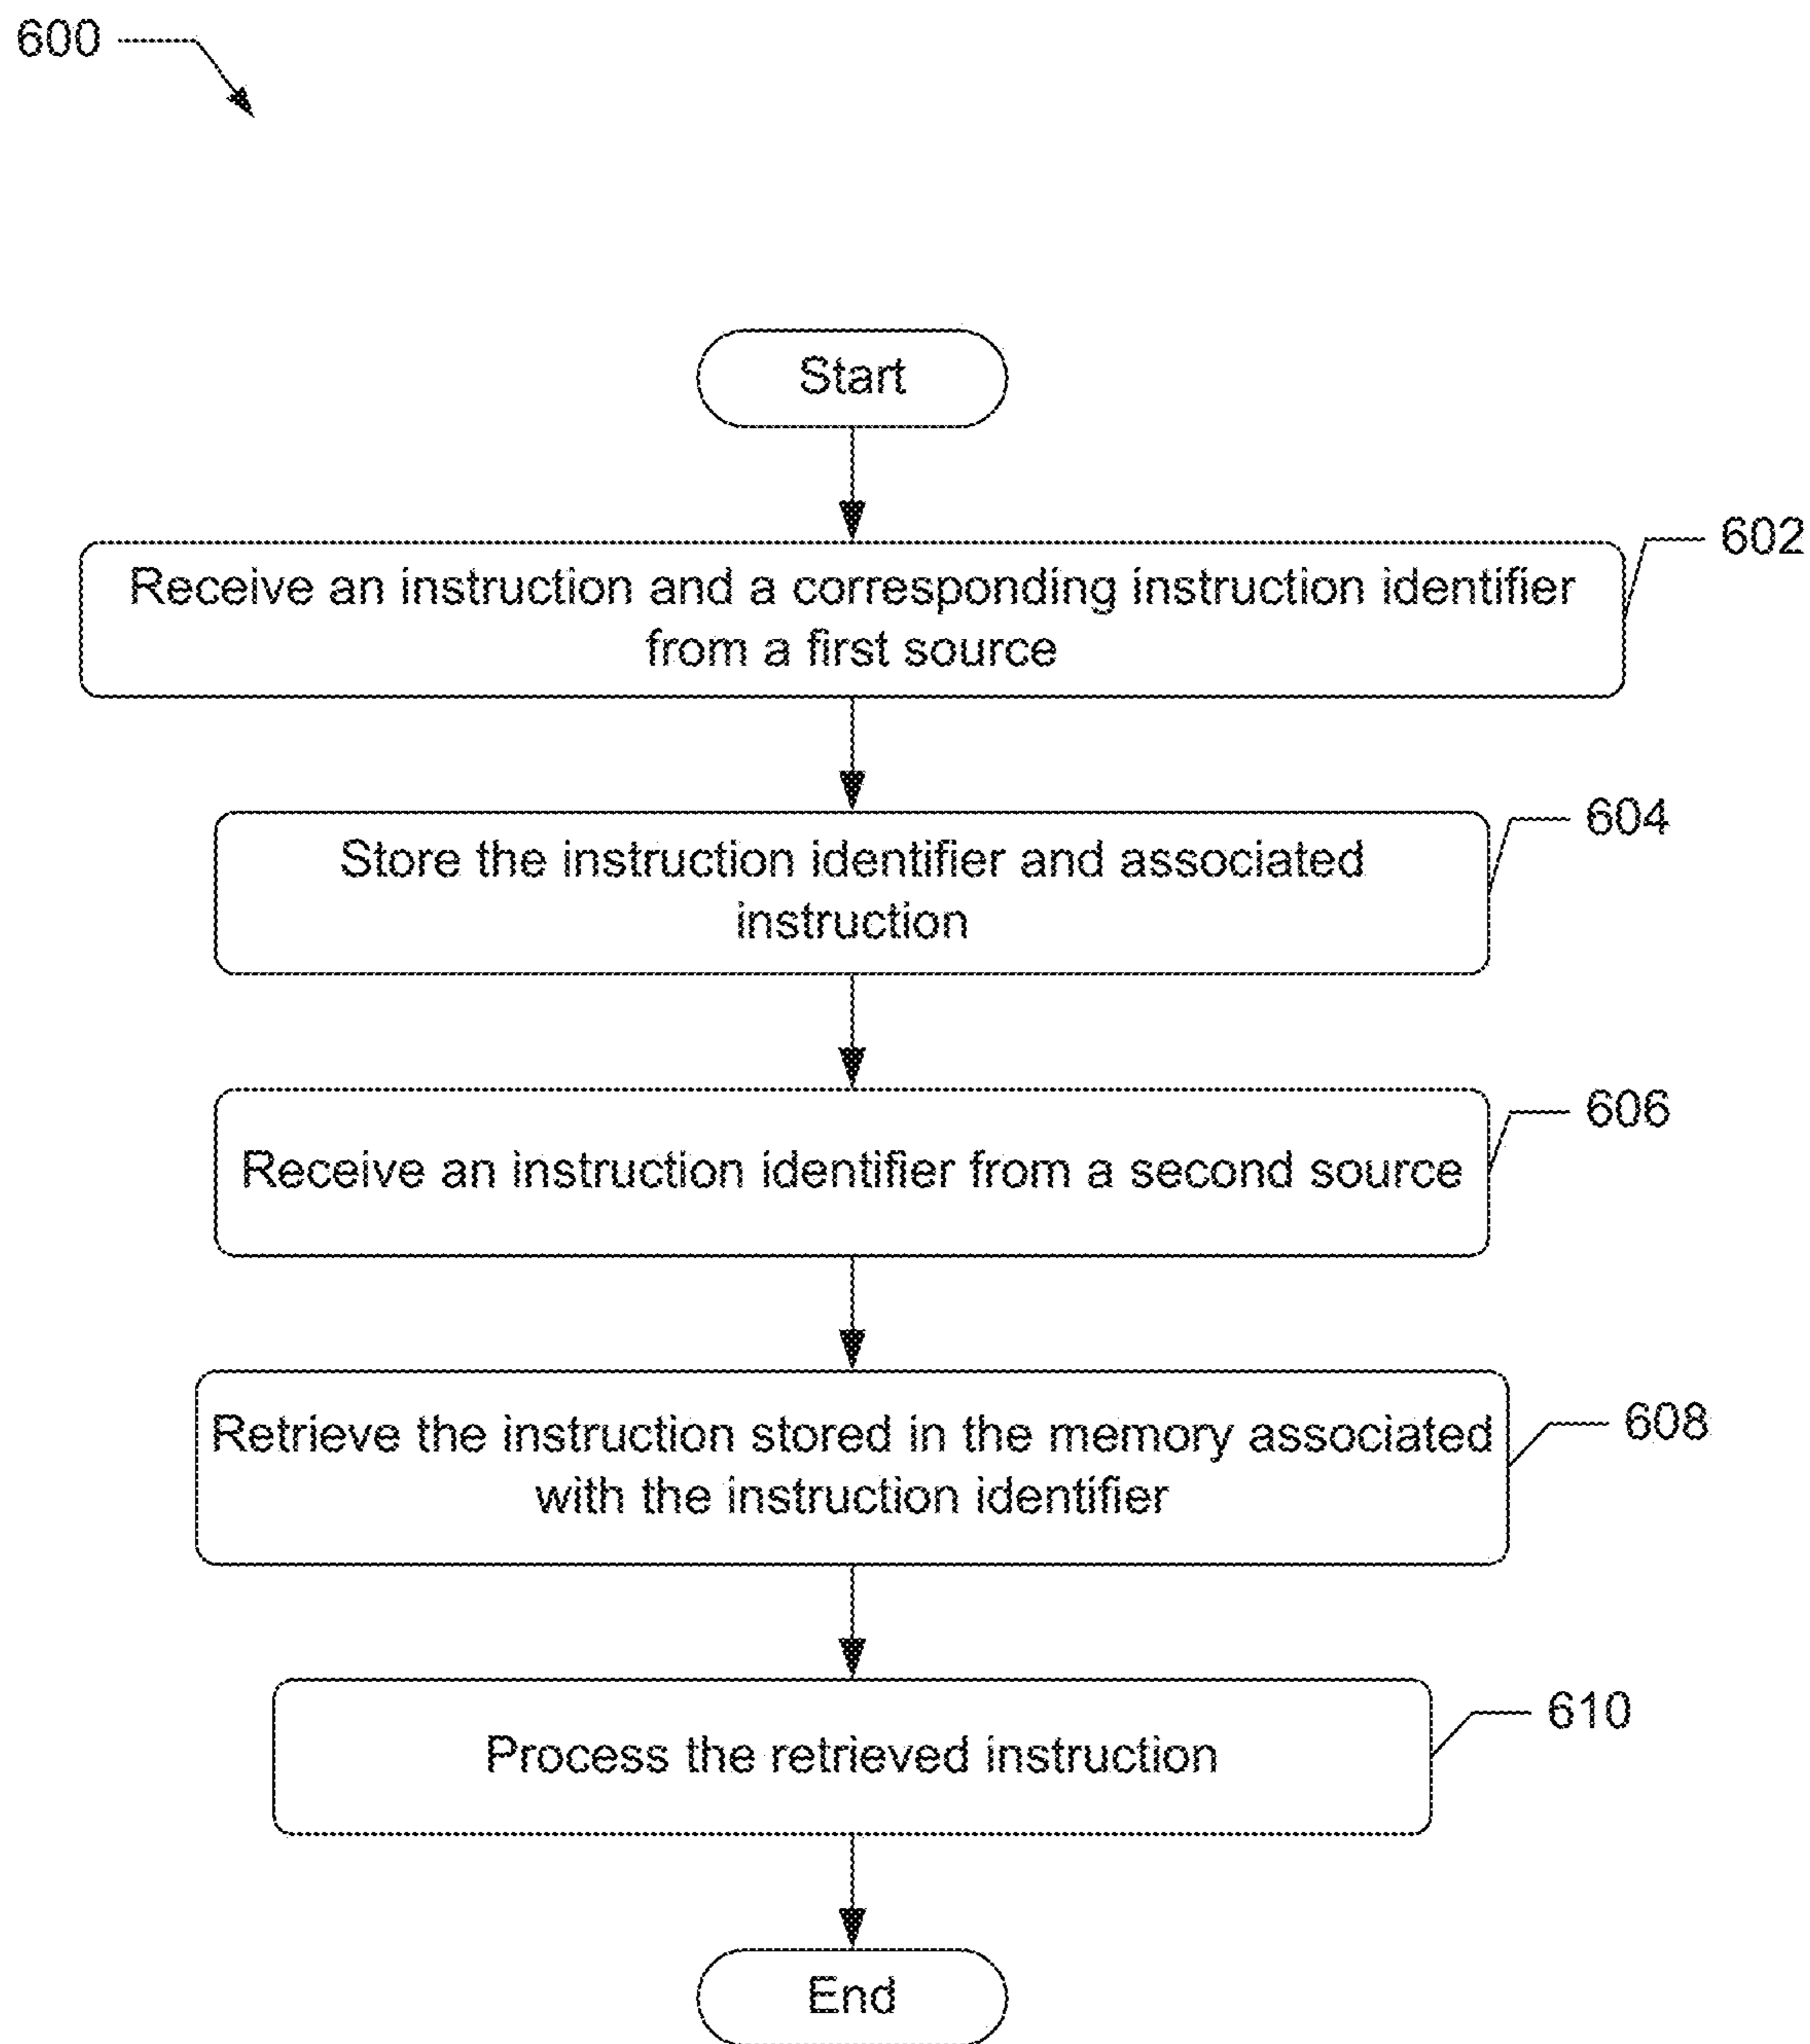 600
Start
602
Receive an instruction and a corresponding instruction identifier
from a first source
604
Store the instruction identifier and associated
instruction
606
Receive an instruction identifier from a second source
608
Retrieve the instruction stored in the memory associated
with the instruction identifier
610
Process the retrieved instruction
End